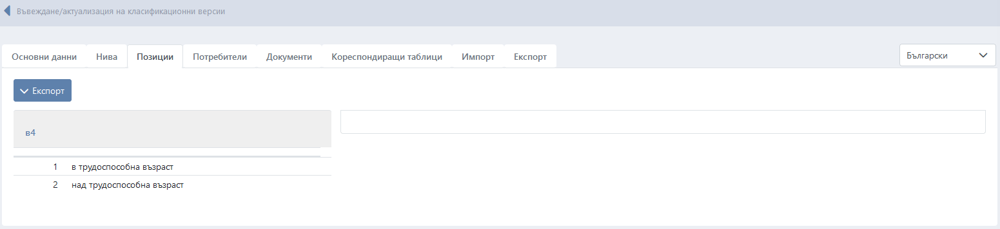 Въвеждане/актуализация на класификационни версии
Основни данни Нива Позиции Потребители Документи Кореспондиращи таблици Импорт Експорт Български
Експорт
в4
1 в трудоспособна възраст
2 над трудоспособна възраст